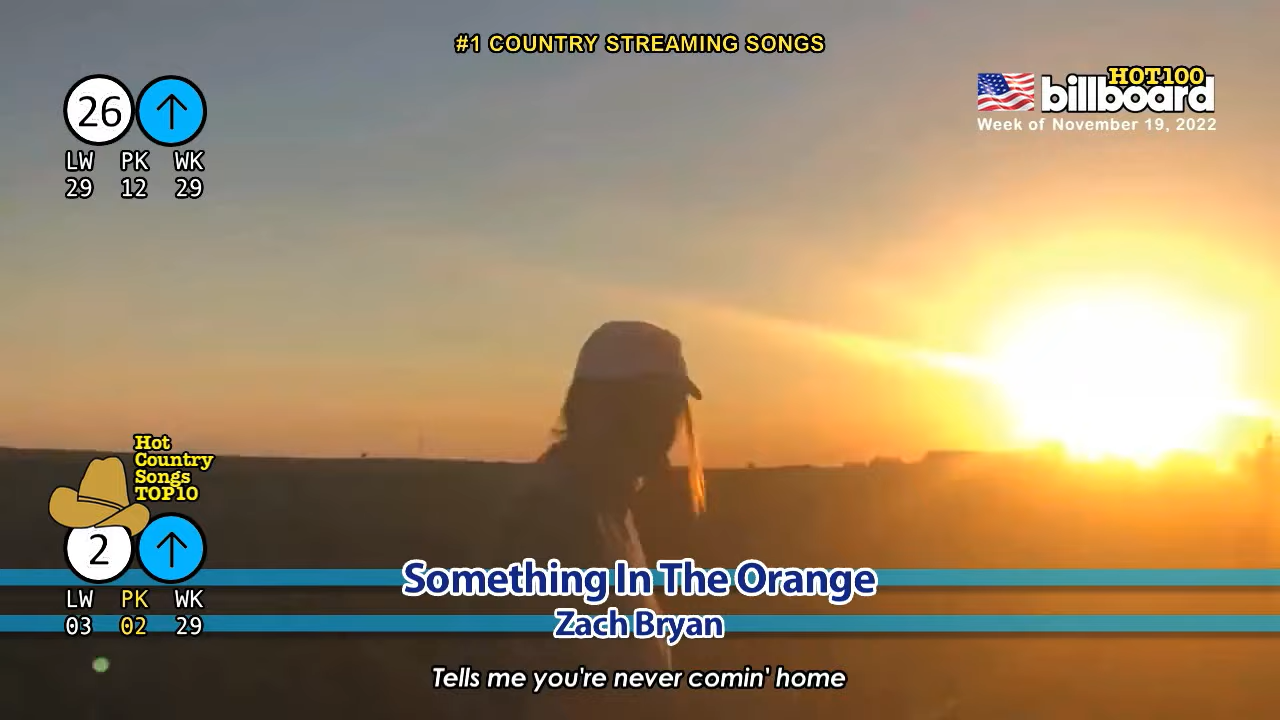 #1 COUNTRY STREAMING SONGS
26 ↑
LW PK WK
29 12 29
HOT100
billboard
Week of November 19, 2022
Hot
Country
Songs
TOP10
2 ↑
LW PK WK
03 02 29
Something In The Orange
Zach Bryan
Tells me you're never comin' home